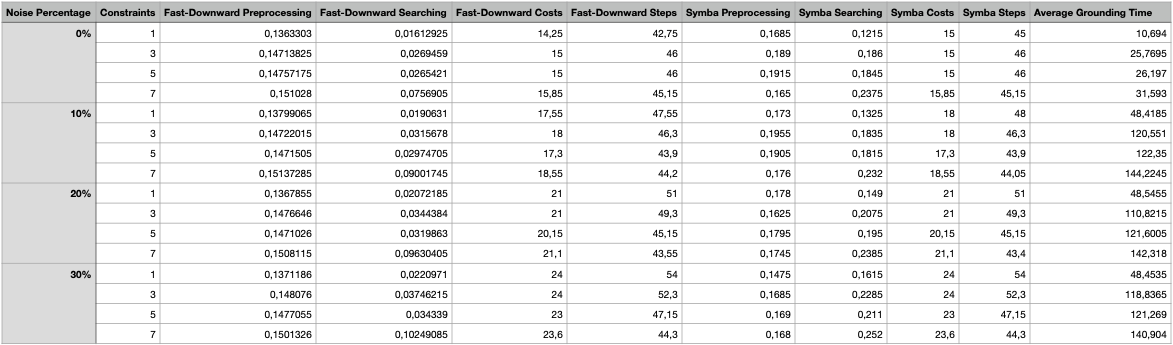 Noise Percentage Constraints Fast-Downward Preprocessing Fast-Downward Searching Fast-Downward Costs Fast-Downward Steps Symba Preprocessing Symba Searching Symba Costs Symba Steps Average Grounding Time
0% 1 0,1363303 0,01612925 14,25 42,75 0,1685 0,1215 15 45 10,694
3 0,14713825 0,0269459 15 46 0,189 0,186 15 46 25,7695
5 0,14757175 0,0265421 15 46 0,1915 0,1845 15 46 26,197
7 0,151028 0,0756905 15,85 45,15 0,165 0,2375 15,85 45,15 31,593
10% 1 0,13799065 0,0190631 17,55 47,55 0,173 0,1325 18 48 48,4185
3 0,14722015 0,0315678 18 46,3 0,1955 0,1835 18 46,3 120,551
5 0,1471505 0,02974705 17,3 43,9 0,1905 0,1815 17,3 43,9 122,35
7 0,15137285 0,09001745 18,55 44,2 0,176 0,232 18,55 44,05 144,2245
20% 1 0,1367855 0,02072185 21 51 0,178 0,149 21 51 48,5455
3 0,1476646 0,0344384 21 49,3 0,1625 0,2075 21 49,3 110,8215
5 0,1471026 0,0319863 20,15 45,15 0,1795 0,195 20,15 45,15 121,6005
7 0,1508115 0,09630405 21,1 43,55 0,1745 0,2385 21,1 43,4 142,318
30% 1 0,1371186 0,0220971 24 54 0,1475 0,1615 24 54 48,4535
3 0,148076 0,03746215 24 52,3 0,1685 0,2285 24 52,3 118,8365
5 0,1477055 0,034339 23 47,15 0,169 0,211 23 47,15 121,269
7 0,1501326 0,10249085 23,6 44,3 0,168 0,252 23,6 44,3 140,904